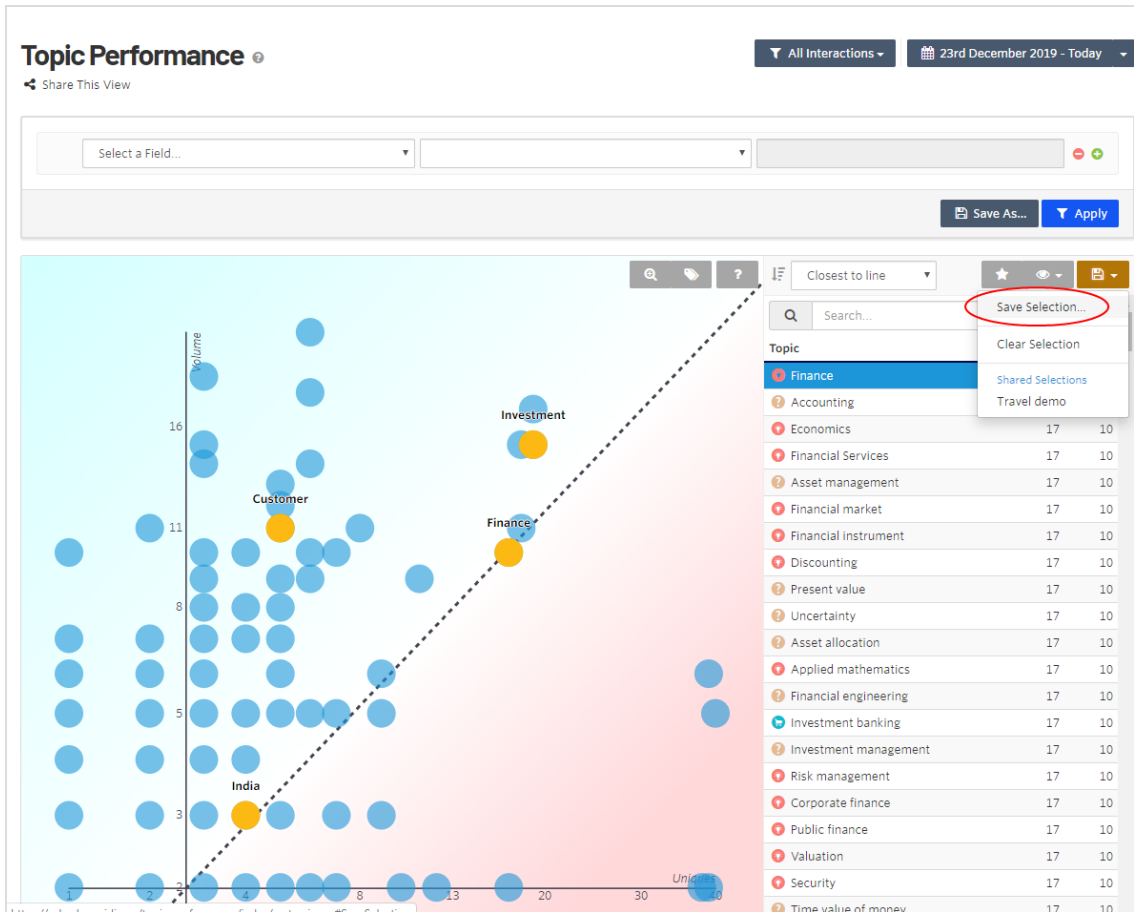 Topic Performance ?
All Interactions
23rd December 2019 - Today
Share This View
Select a Field...
Save As...
Apply
?
Closest to line
Search...
Save Selection...
Clear Selection
Shared Selections
Travel demo
Topic
Finance
Accounting
Economics 17 10
Financial Services 17 10
Asset management 17 10
Financial market 17 10
Financial instrument 17 10
Discounting 17 10
Present value 17 10
Uncertainty 17 10
Asset allocation 17 10
Applied mathematics 17 10
Financial engineering 17 10
Investment banking 17 10
Investment management 17 10
Risk management 17 10
Corporate finance 17 10
Public finance 17 10
Valuation 17 10
Security 17 10
Time value of money 17 10
Volume
Investment
16
Customer
11
Finance
8
5
India
3
2
Uniques
1 2 4 8 13 20 30 40